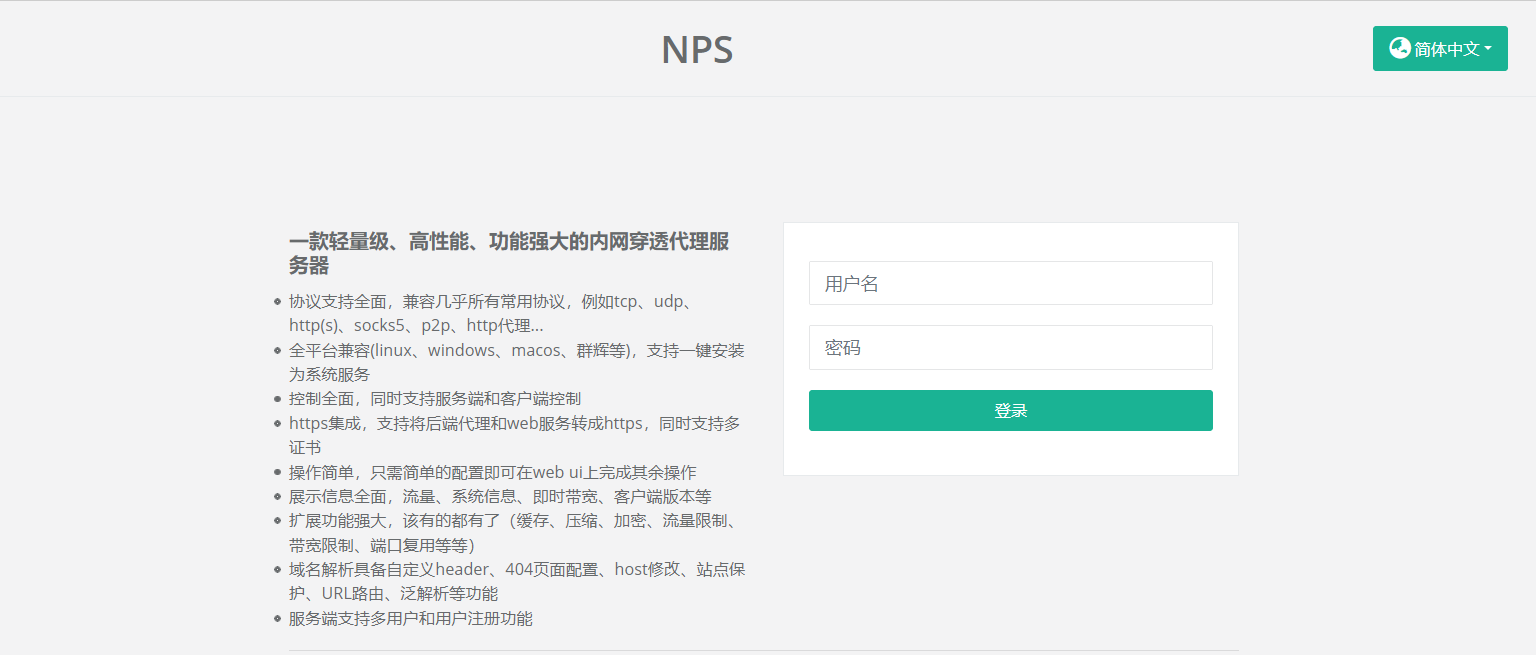 NPS
简体中文
一款轻量级、高性能、功能强大的内网穿透代理服
务器
协议支持全面，兼容几乎所有常用协议，例如tcp、udp、
http(s)、socks5、p2p、http代理...
全平台兼容(linux、windows、macos、群辉等)，支持一键安装
为系统服务
控制全面，同时支持服务端和客户端控制
https集成，支持将后端代理和web服务转成https，同时支持多
证书
操作简单，只需简单的配置即可在web ui上完成其余操作
展示信息全面，流量、系统信息、即时带宽、客户端版本等
扩展功能强大，该有的都有了（缓存、压缩、加密、流量限制、
带宽限制、端口复用等等）
域名解析具备自定义header、404页面配置、host修改、站点保
护、URL路由、泛解析等功能
服务端支持多用户和用户注册功能
用户名
密码
登录